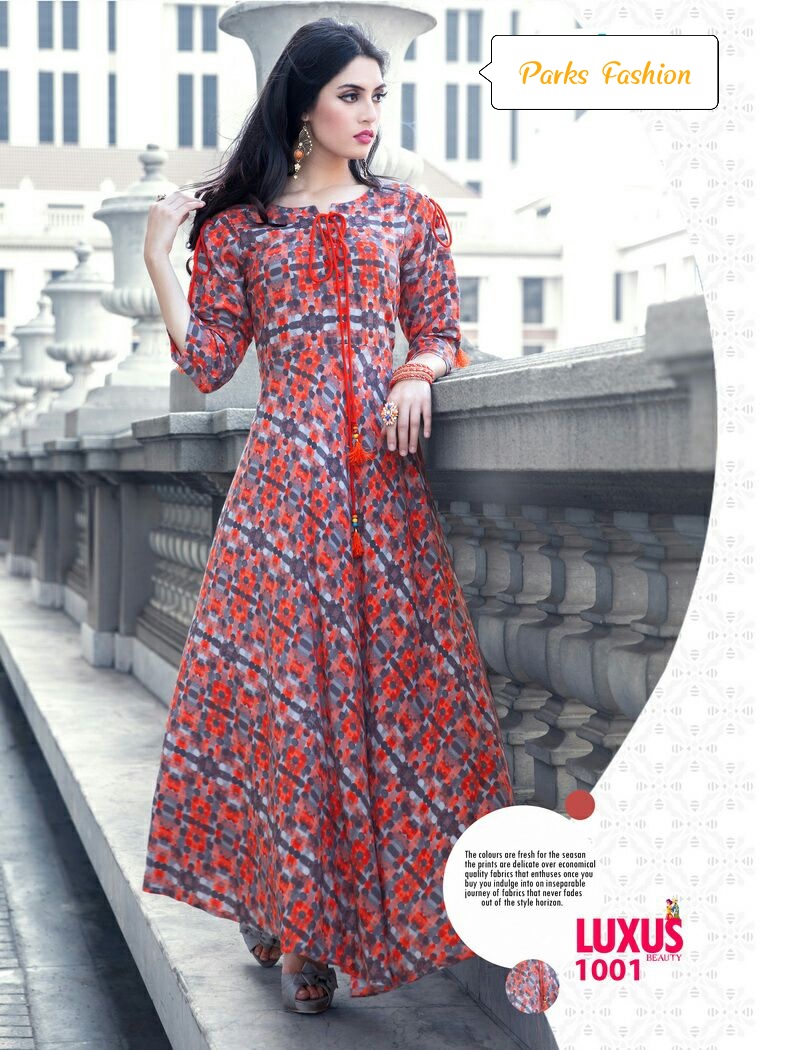 Parks Fashion
The colours are fresh for the seasan
the prints are delicate over economical
quality fabrics that enthuses once you
buy you indulge into on inseparable
journey of fabrics that never fades
out of the style horizon.
LUXUS
BEAUTY
1001